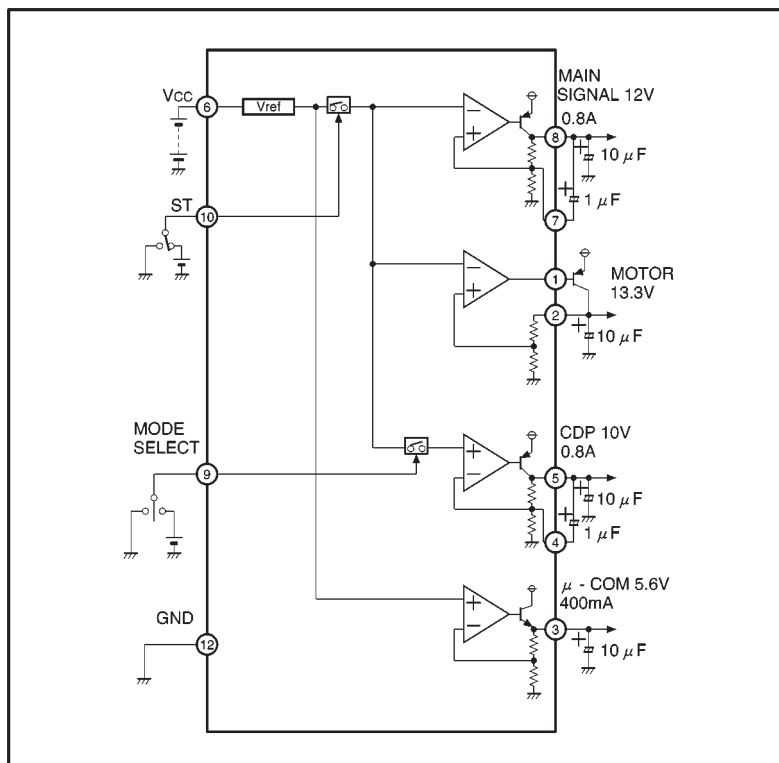 VCC
6
Vref
MAIN
SIGNAL 12V
0.8A
−
+
8
+
10 μF
+
1 μF
7
ST
10
−
+
1
MOTOR
13.3V
2
+
10 μF
MODE
SELECT
9
+
−
CDP 10V
0.8A
5
+
10 μF
+
1 μF
4
μ - COM 5.6V
400mA
+
−
3
+
10 μF
GND
12